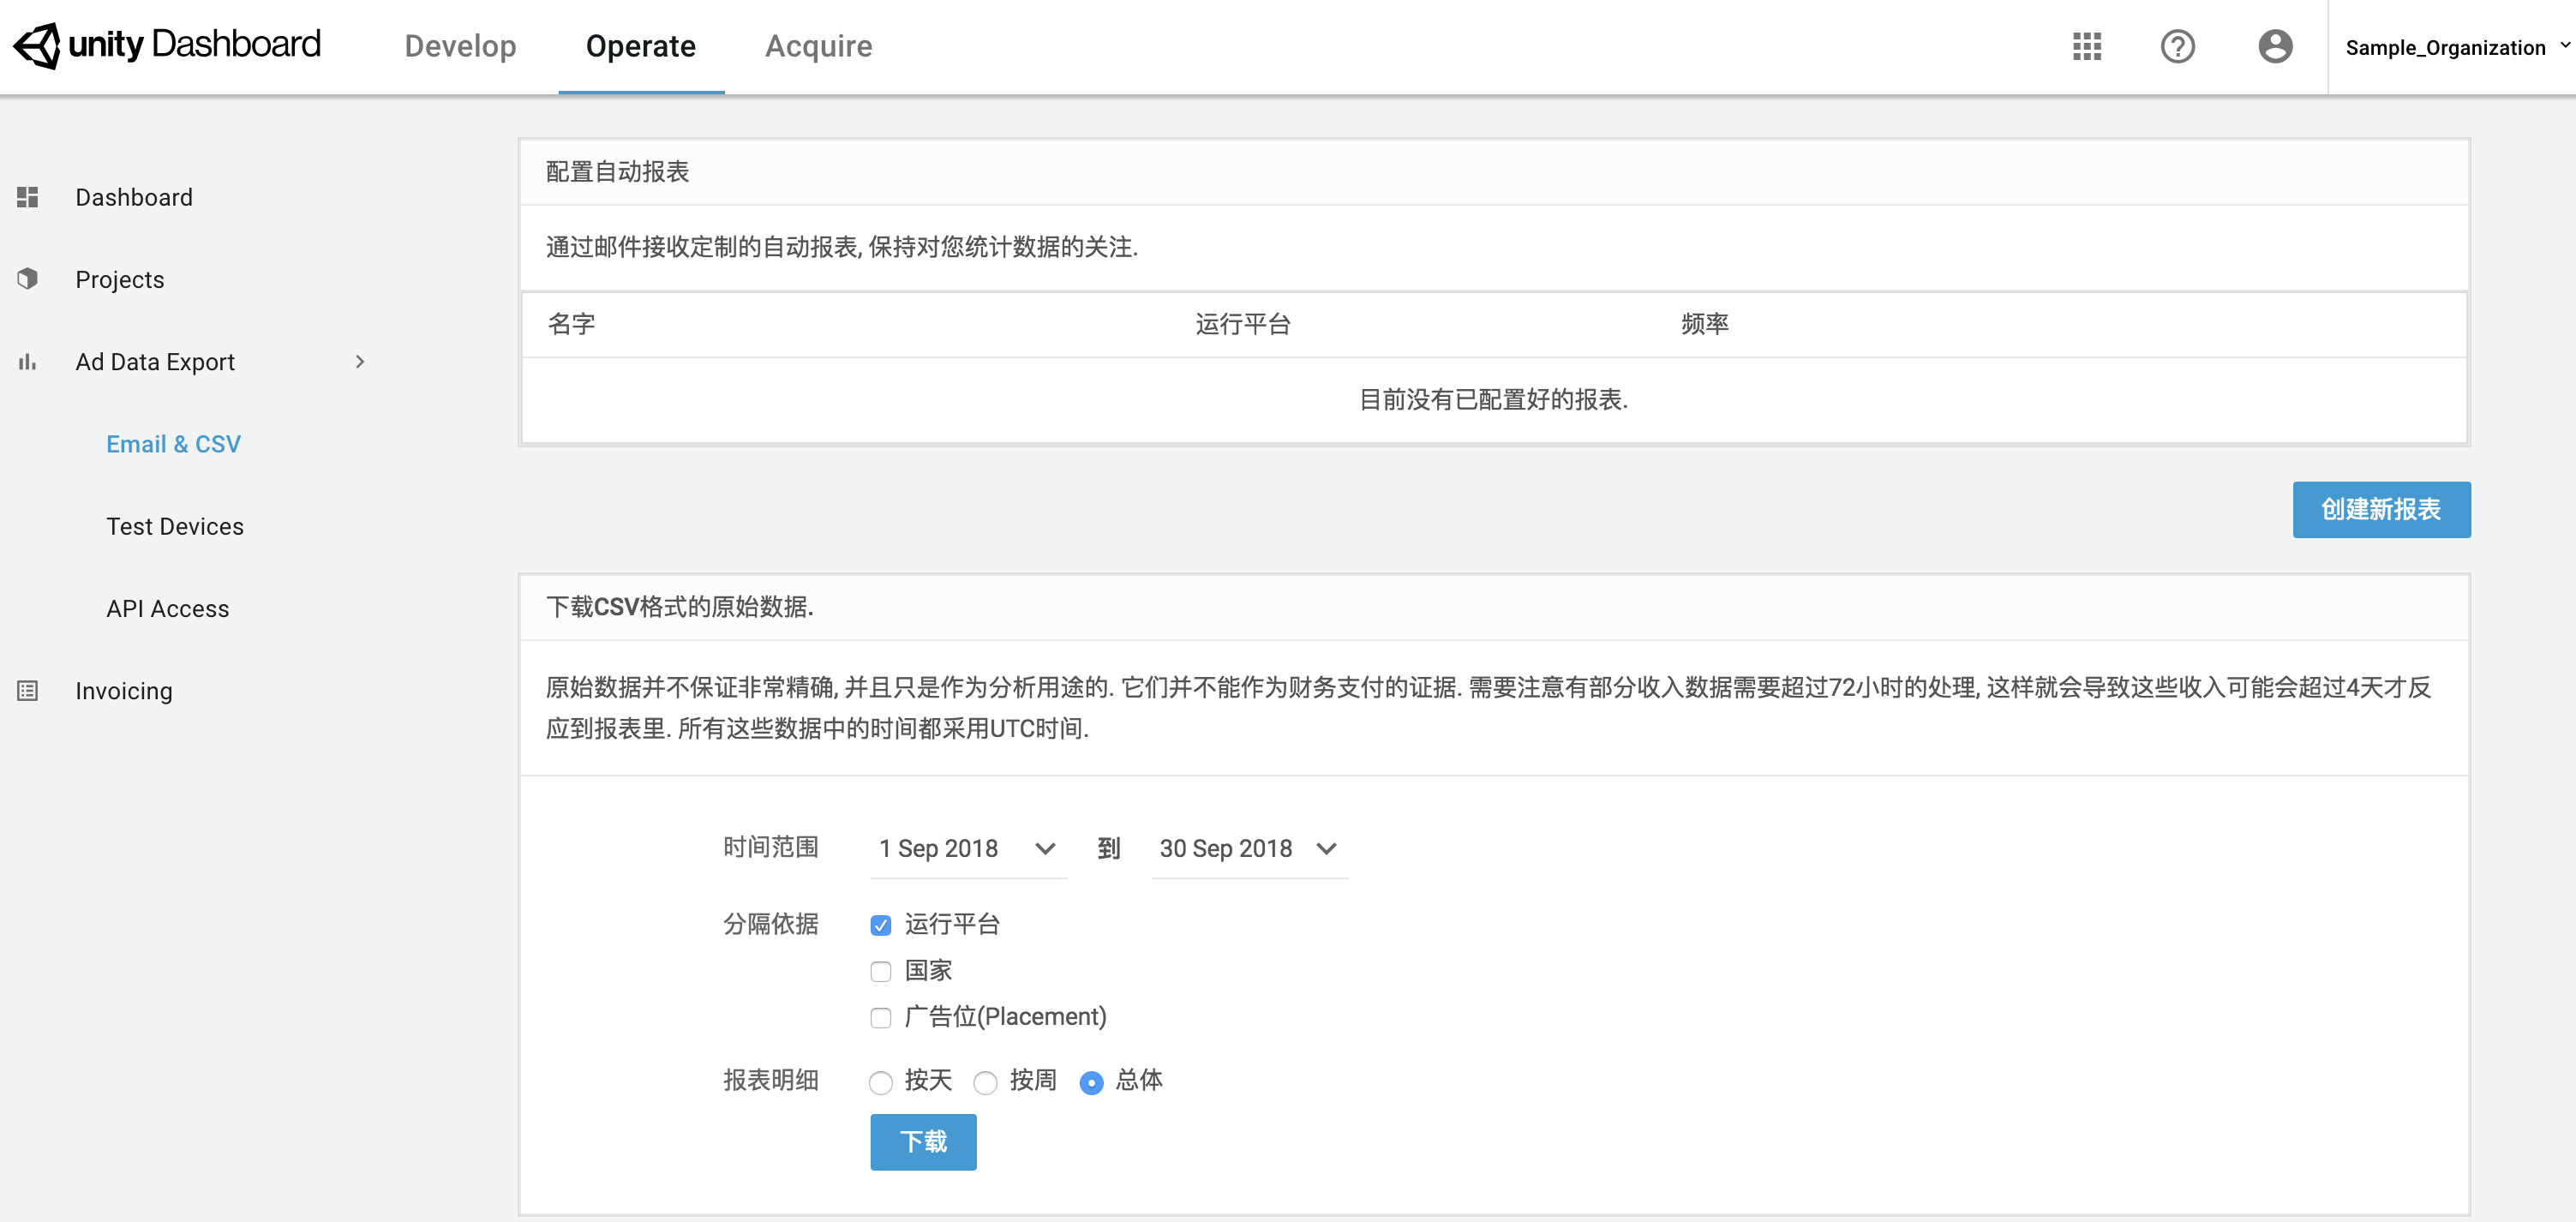 unity Dashboard
Develop
Operate
Acquire
Sample_Organization
Dashboard
Projects
Ad Data Export
Email & CSV
Test Devices
API Access
Invoicing
配置自动报表
通过邮件接收定制的自动报表, 保持对您统计数据的关注.
名字 运行平台 频率
目前没有已配置好的报表.
创建新报表
下载CSV格式的原始数据.
原始数据并不保证非常精确, 并且只是作为分析用途的. 它们并不能作为财务支付的证据. 需要注意有部分收入数据需要超过72小时的处理, 这样就会导致这些收入可能会超过4天才反
应到报表里. 所有这些数据中的时间都采用UTC时间.
时间范围 1 Sep 2018 到 30 Sep 2018
分隔依据 运行平台
国家
广告位(Placement)
报表明细 按天 按周 总体
下载